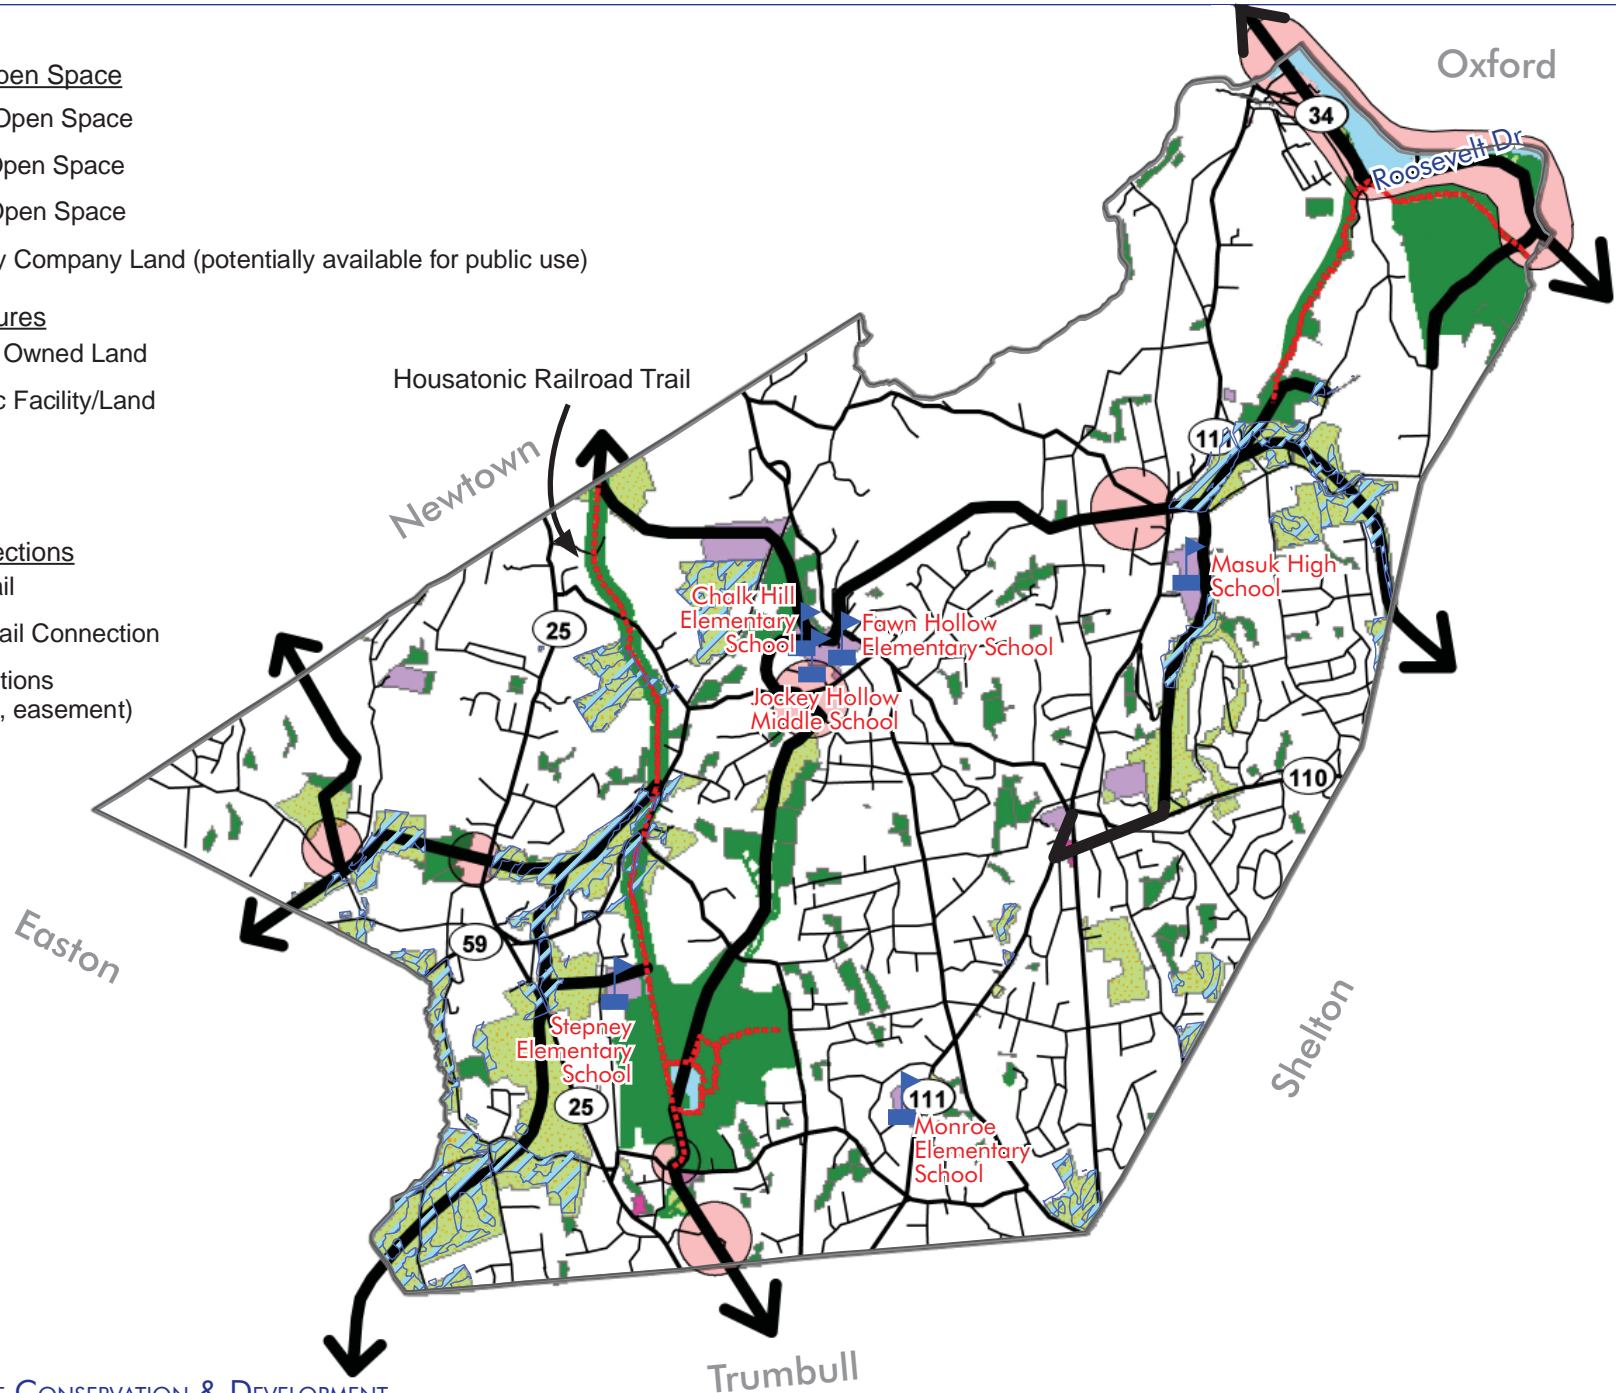 pen Space
Open Space
pen Space
Open Space
y Company Land (potentially available for public use)
ures
Owned Land
c Facility/Land
ections
ail
ail Connection
tions
, easement)
Oxford
34
Roosevelt Dr
Housatonic Railroad Trail
Newtown
111
Masuk High
School
Chalk Hill
Elementary
School
Fawn Hollow
Elementary School
25
Jockey Hollow
Middle School
110
Easton
59
Stepney
Elementary
School
25
111
Monroe
Elementary
School
Shelton
Trumbull
CONSERVATION & DEVELOPMENT